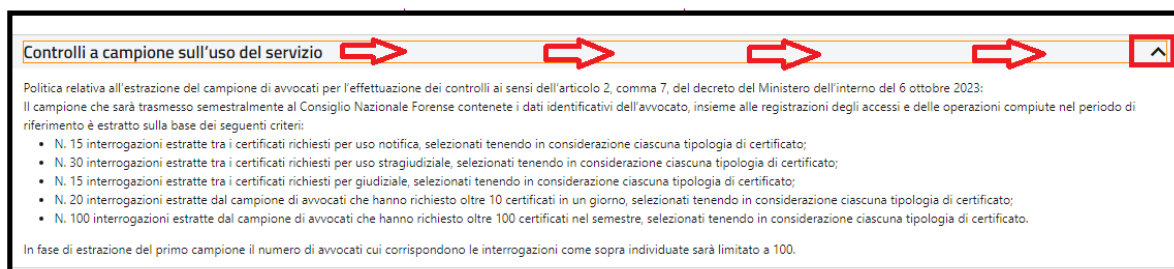 Controlli a campione sull'uso del servizio
Politica relativa all'estrazione del campione di avvocati per l'effettuazione dei controlli ai sensi dell'articolo 2, comma 7, del decreto del Ministero dell'interno del 6 ottobre 2023:
Il campione che sarà trasmesso semestralmente al Consiglio Nazionale Forense contenete i dati identificativi dell'avvocato, insieme alle registrazioni degli accessi e delle operazioni compiute nel periodo di
riferimento è estratto sulla base dei seguenti criteri:
• N. 15 interrogazioni estratte tra i certificati richiesti per uso notifica, selezionati tenendo in considerazione ciascuna tipologia di certificato;
• N. 30 interrogazioni estratte tra i certificati richiesti per uso stragiudiziale, selezionati tenendo in considerazione ciascuna tipologia di certificato;
• N. 15 interrogazioni estratte tra i certificati richiesti per giudiziale, selezionati tenendo in considerazione ciascuna tipologia di certificato;
• N. 20 interrogazioni estratte dal campione di avvocati che hanno richiesto oltre 10 certificati in un giorno, selezionati tenendo in considerazione ciascuna tipologia di certificato;
• N. 100 interrogazioni estratte dal campione di avvocati che hanno richiesto oltre 100 certificati nel semestre, selezionati tenendo in considerazione ciascuna tipologia di certificato.
In fase di estrazione del primo campione il numero di avvocati cui corrispondono le interrogazioni come sopra individuate sarà limitato a 100.